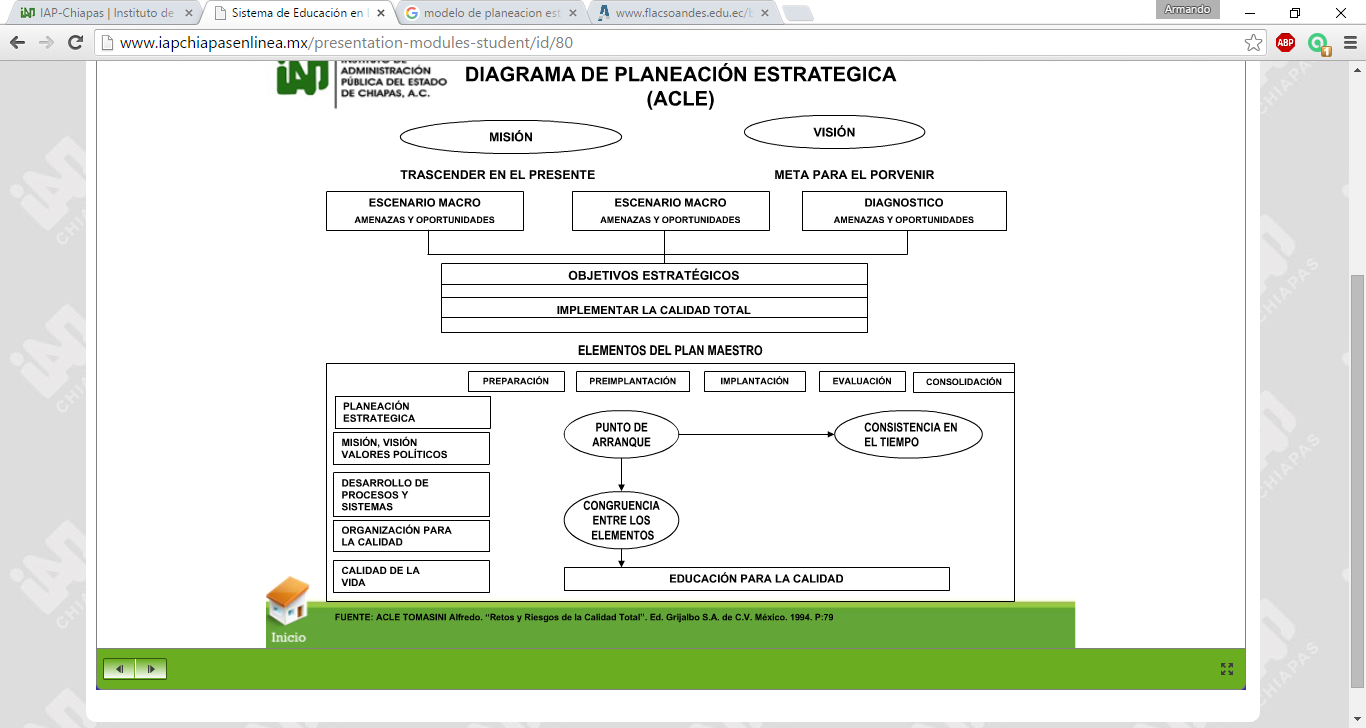 IAP-Chiapas | Instituto de
Sistema de Educación en
modelo de planeacion est
www.flacsoandes.edu.ec/b
Armando
www.iapchiapasenlinea.mx/presentation-modules-student/id/80
ABP
1
iAP
ADMINISTRACIÓN
PÚBLICA DEL ESTADO
DE CHIAPAS, A.C.
DIAGRAMA DE PLANEACIÓN ESTRATEGICA
(ACLE)
MISIÓN
VISIÓN
TRASCENDER EN EL PRESENTE
META PARA EL PORVENIR
ESCENARIO MACRO
AMENAZAS Y OPORTUNIDADES
ESCENARIO MACRO
AMENAZAS Y OPORTUNIDADES
DIAGNOSTICO
AMENAZAS Y OPORTUNIDADES
OBJETIVOS ESTRATÉGICOS
IMPLEMENTAR LA CALIDAD TOTAL
ELEMENTOS DEL PLAN MAESTRO
PREPARACIÓN
PREIMPLANTACIÓN
IMPLANTACIÓN
EVALUACIÓN
CONSOLIDACIÓN
PLANEACIÓN
ESTRATEGICA
MISIÓN, VISIÓN
VALORES POLÍTICOS
DESARROLLO DE
PROCESOS Y
SISTEMAS
ORGANIZACIÓN PARA
LA CALIDAD
CALIDAD DE LA
VIDA
PUNTO DE
ARRANQUE
CONSISTENCIA EN
EL TIEMPO
CONGRUENCIA
ENTRE LOS
ELEMENTOS
EDUCACIÓN PARA LA CALIDAD
FUENTE: ACLE TOMASINI Alfredo. “Retos y Riesgos de la Calidad Total”. Ed. Grijalbo S.A. de C.V. México. 1994. P:79
Inicio